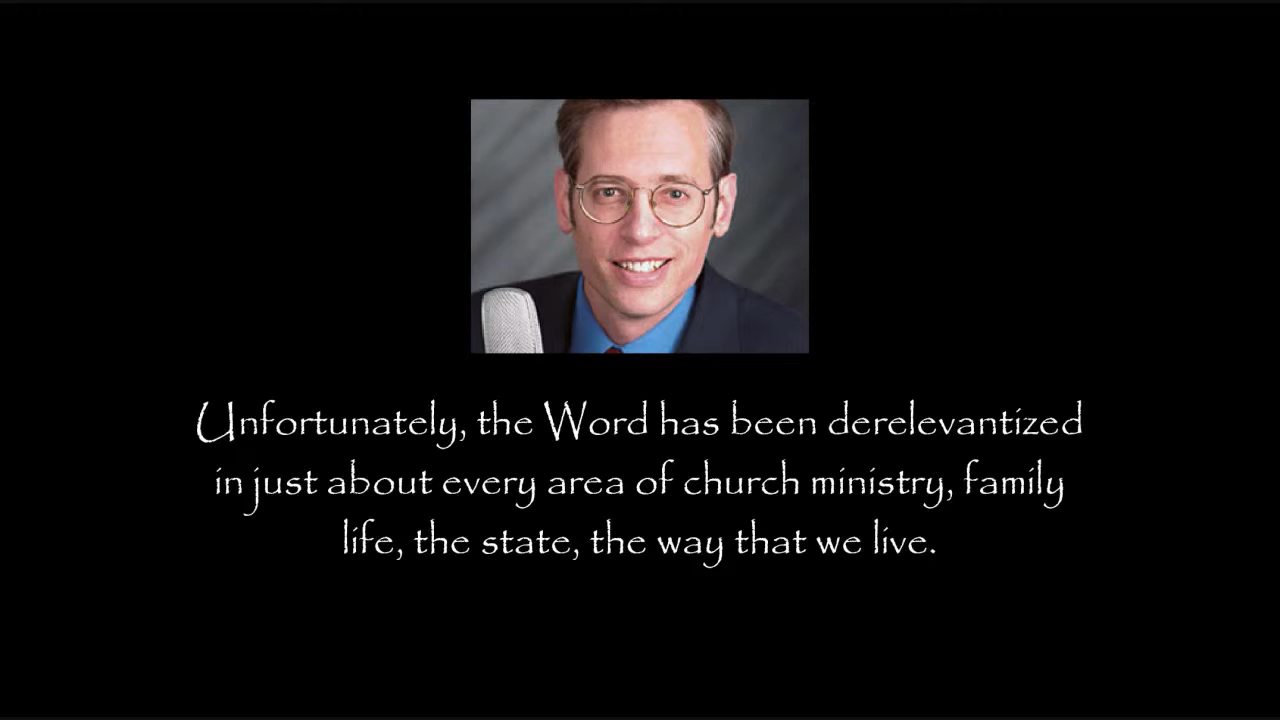 Unfortunately, the Word has been derelevantized
in just about every area of church ministry, family
life, the state, the way that we live.